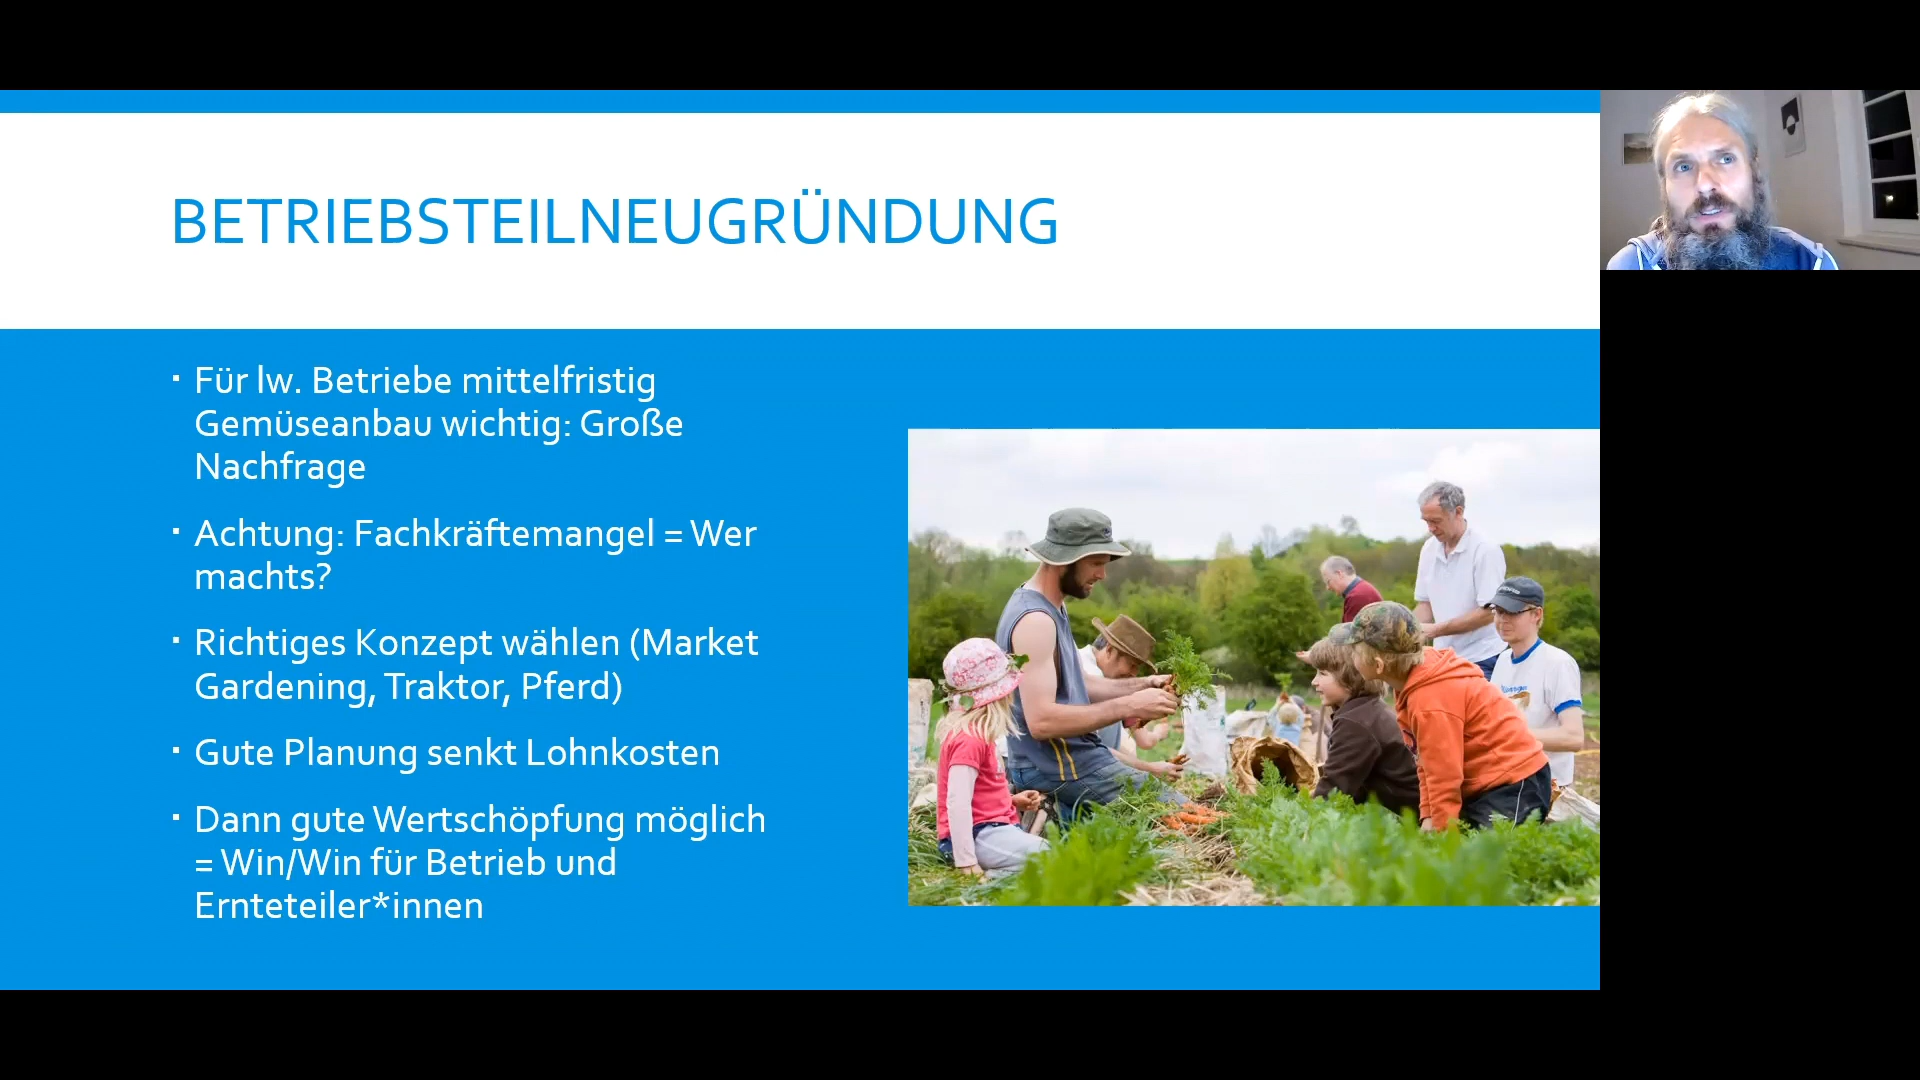 BETRIEBSTEILNEUGRÜNDUNG
▪ Für lw. Betriebe mittelfristig
Gemüseanbau wichtig: Große
Nachfrage
▪ Achtung: Fachkräftemangel = Wer
machts?
▪ Richtiges Konzept wählen (Market
Gardening, Traktor, Pferd)
▪ Gute Planung senkt Lohnkosten
▪ Dann gute Wertschöpfung möglich
= Win/Win für Betrieb und
Ernteteiler*innen